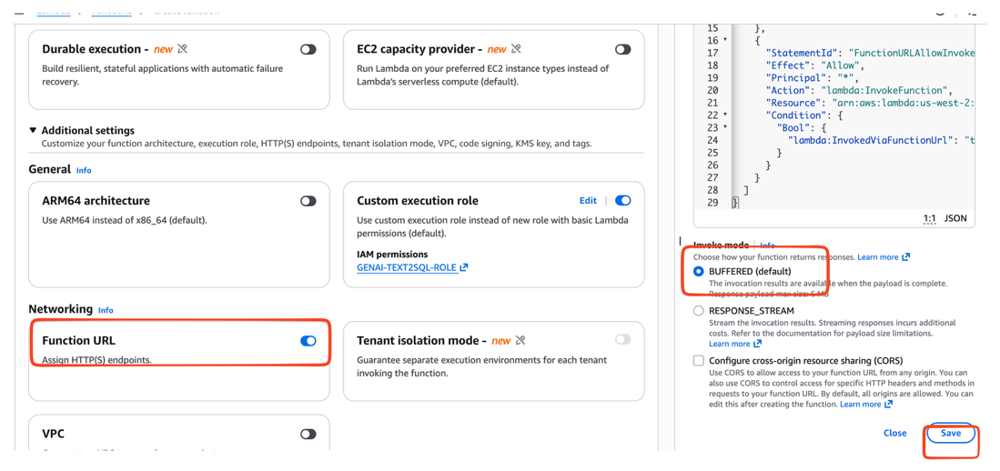 Durable execution - new
Build resilient, stateful applications with automatic failure
recovery.
EC2 capacity provider - new
Run Lambda on your preferred EC2 instance types instead of
Lambda's serverless compute (default).
Additional settings
Customize your function architecture, execution role, HTTP(S) endpoints, tenant isolation mode, VPC, code signing, KMS key, and tags.
General Info
ARM64 architecture
Use ARM64 instead of x86_64 (default).
Custom execution role Edit
Use custom execution role instead of new role with basic Lambda
permissions (default).
IAM permissions
GENAI-TEXT2SQL-ROLE
Networking Info
Function URL
Assign HTTP(S) endpoints.
Tenant isolation mode - new
Guarantee separate execution environments for each tenant
invoking the function.
VPC
15 },
16 {
17 "StatementId": "FunctionURLAllowInvoke
18 "Effect": "Allow",
19 "Principal": "*",
20 "Action": "lambda:InvokeFunction",
21 "Resource": "arn:aws:lambda:us-west-2:
22 "Condition": {
23 "Bool": {
24 "lambda:InvokedViaFunctionUrl": "t
25 }
26 }
27 }
28 ]
29 }
1:1 JSON
Invoke mode Info
Choose how your function returns responses. Learn more
BUFFERED (default)
The invocation results are available when the payload is complete.
Response payload max size: 6 MB
RESPONSE_STREAM
Stream the invocation results. Streaming responses incurs additional
costs. Refer to the documentation for payload size limitations.
Learn more
Configure cross-origin resource sharing (CORS)
Use CORS to allow access to your function URL from any origin. You can
also use CORS to control access for specific HTTP headers and methods in
requests to your function URL. By default, all origins are allowed. You can
edit this after creating the function. Learn more
Close Save